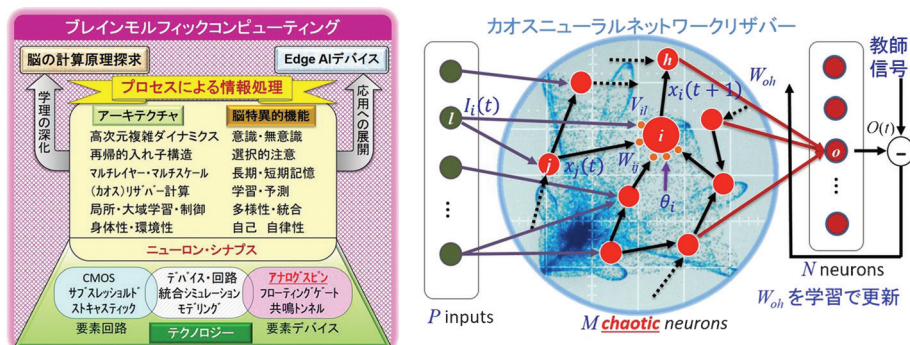 ブレインモルフィックコンピューティング
脳の計算原理探求
Edge AIデバイス
プロセスによる情報処理
学理の深化
応用への展開
アーキテクチャ
脳特異的機能
高次元複雑ダイナミクス
意識・無意識
再帰的入れ子構造
選択的注意
マルチレイヤー・マルチスケール
長期・短期記憶
(カオス)リザバー計算
学習・予測
局所・大域学習・制御
多様性・統合
身体性・環境性
自己 自律性
ニューロン・シナプス
CMOS
サブスレッショルド
ストキャスティック
デバイス・回路
統合シミュレーション
モデリング
アナログスピン
フローティングゲート
共鳴トンネル
要素回路
テクノロジー
要素デバイス
カオスニューラルネットワークリザバー
教師
信号
h
W_oh
I_i(t)
V_il
x_i(t+1)
l
i
O(t)
j
x_j(t)
W_ij
o
−
θ_i
N neurons
P inputs
M chaotic neurons
W_oh を学習で更新